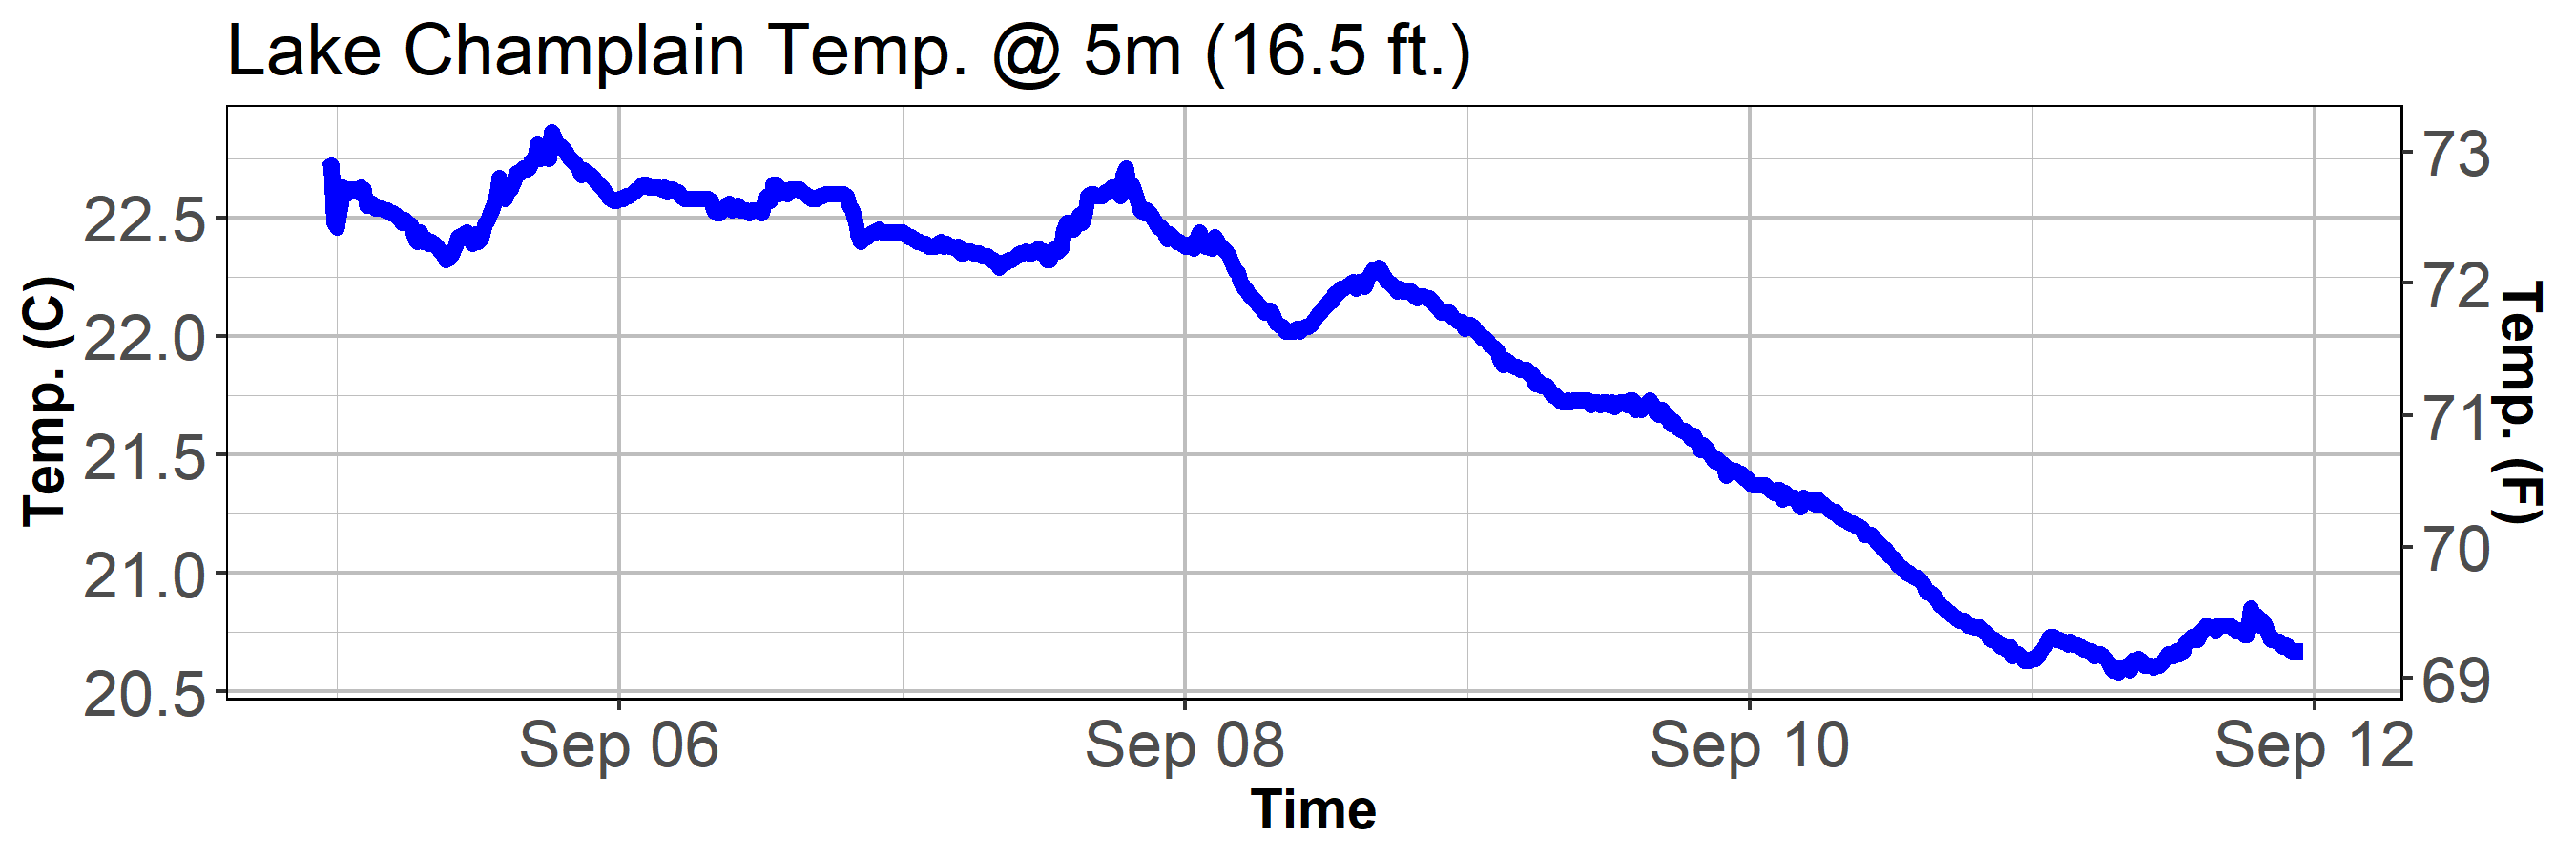 Lake Champlain Temp. @ 5m (16.5 ft.)
Temp. (C)
22.5
22.0
21.5
21.0
20.5
73
72
71
70
69
Temp. (F)
Sep 06 Sep 08 Sep 10 Sep 12
Time